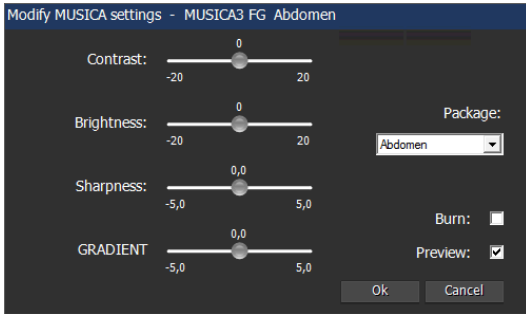 Modify MUSICA settings - MUSICA3 FG Abdomen
Contrast:
0
-20 20
Brightness:
0
-20 20
Package:
Abdomen
Sharpness:
0,0
-5,0 5,0
Burn:
GRADIENT
0,0
-5,0 5,0
Preview:
Ok Cancel